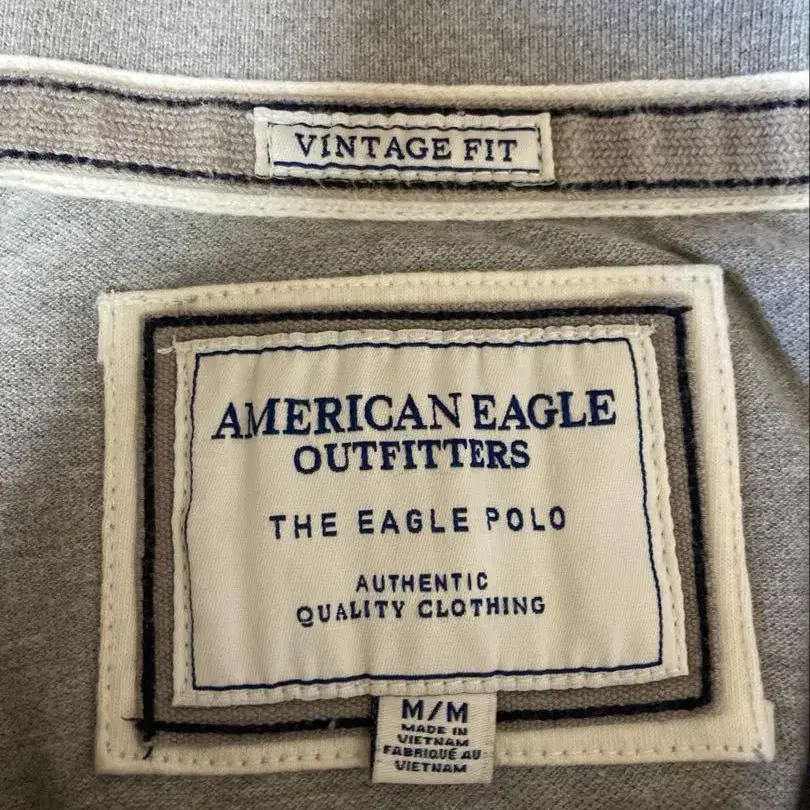 VINTAGE FIT
AMERICAN EAGLE
OUTFITTERS
THE EAGLE POLO
AUTHENTIC
QUALITY CLOTHING
M/M
MADE IN
VIETNAM
FABRIQUÉ AU
VIETNAM